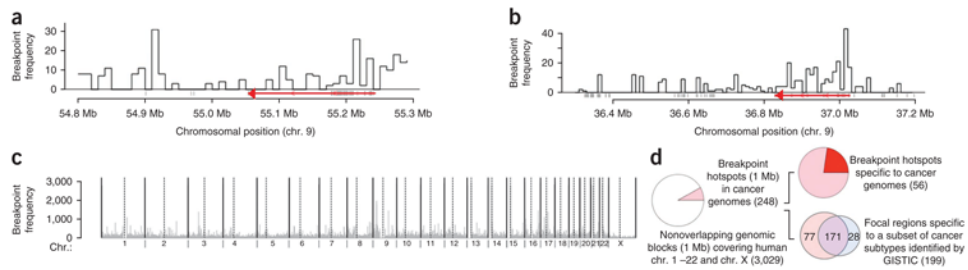 a
Breakpoint
frequency
30
20
10
0
54.8 Mb
54.9 Mb
55.0 Mb
55.1 Mb
55.2 Mb
55.3 Mb
Chromosomal position (chr. 9)
b
Breakpoint
frequency
40
20
0
36.4 Mb
36.6 Mb
36.8 Mb
37.0 Mb
37.2 Mb
Chromosomal position (chr. 9)
c
Breakpoint
frequency
3,000
2,000
1,000
0
Chr.: 1 2 3 4 5 6 7 8 9 10 11 12 13 14 15 16 17 18 19 20 21 22 X
d
Breakpoint
hotspots (1 Mb)
in cancer
genomes (248)
Nonoverlapping genomic
blocks (1 Mb) covering human
chr. 1 –22 and chr. X (3,029)
Breakpoint hotspots
specific to cancer
genomes (56)
77 171 28
Focal regions specific
to a subset of cancer
subtypes identified by
GISTIC (199)